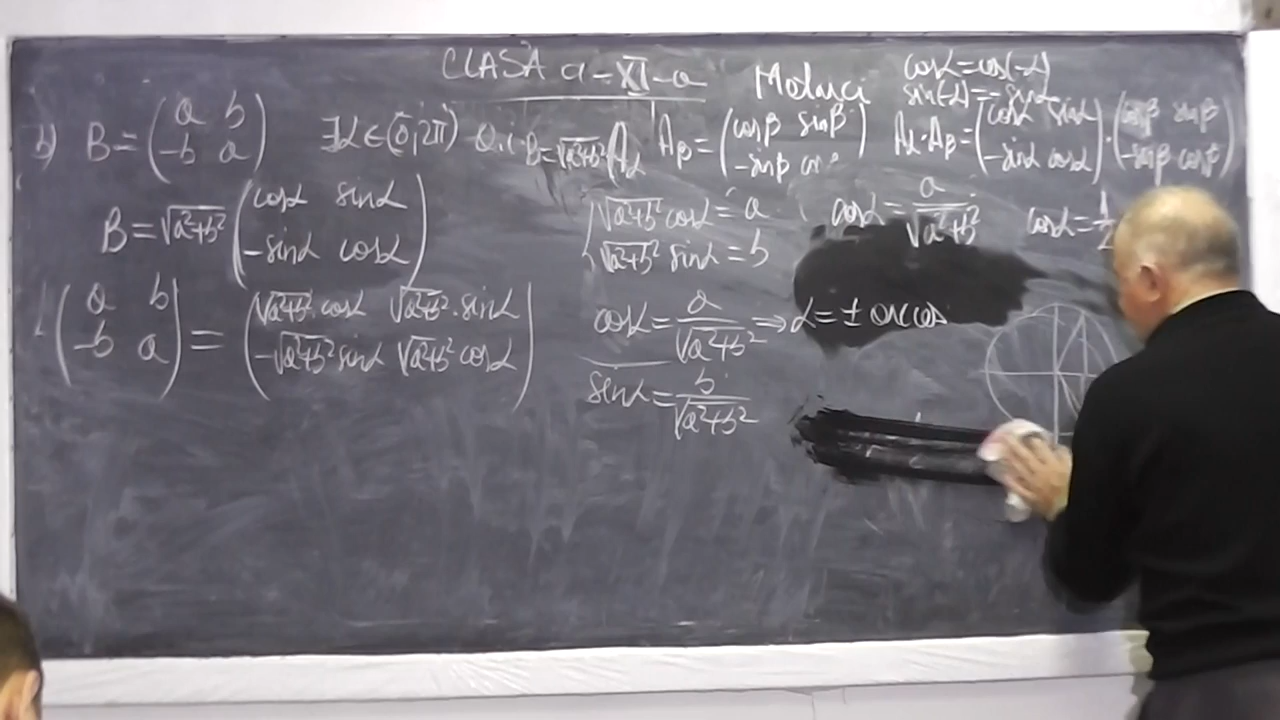 CLASA a-XI-a Matrici
cosα=cos(-α)
sin(-α)=-sinα
b) B=(a b; -b a) ∃α∈(0,2π) a.i. B=√(a²+b²) Aα Aβ=(cosβ sinβ; -sinβ cos) Aα·Aβ=(cosα sinα; -sinα cosα)·(cosβ sinβ; -sinβ cosβ)
B=√(a²+b²) (cosα sinα; -sinα cosα)
{√(a²+b²) cosα=a
√(a²+b²) sinα=b
cosα=a/√(a²+b²) cosα=1/2
(a b; -b a)=(√(a²+b²) cosα √(a²+b²)·sinα; -√(a²+b²) sinα √(a²+b²) cosα)
cosα=a/√(a²+b²) ⇒ α=± arccos
sinα=b/√(a²+b²)